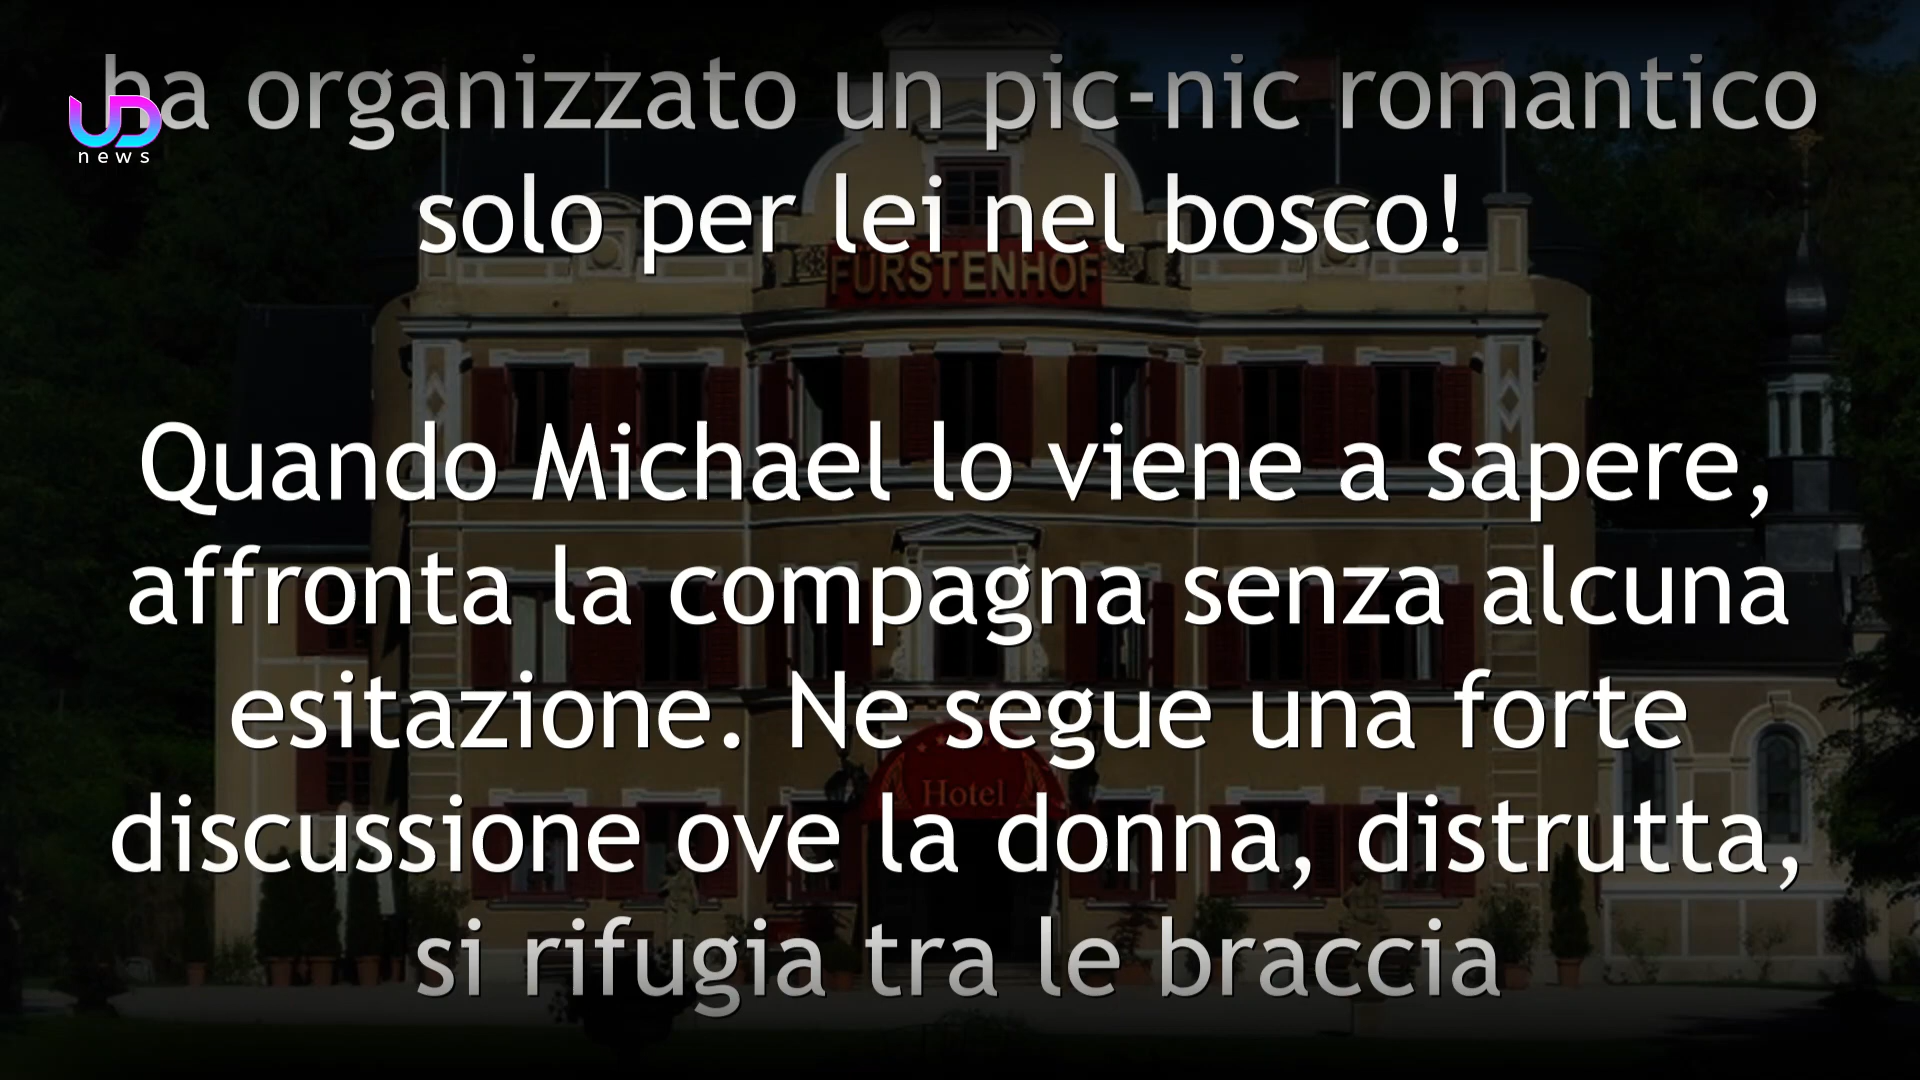 ha organizzato un pic-nic romantico
UD
news
solo per lei nel bosco!
FÜRSTENHOF
Quando Michael lo viene a sapere,
affronta la compagna senza alcuna
esitazione. Ne segue una forte
Hotel
discussione ove la donna, distrutta,
si rifugia tra le braccia